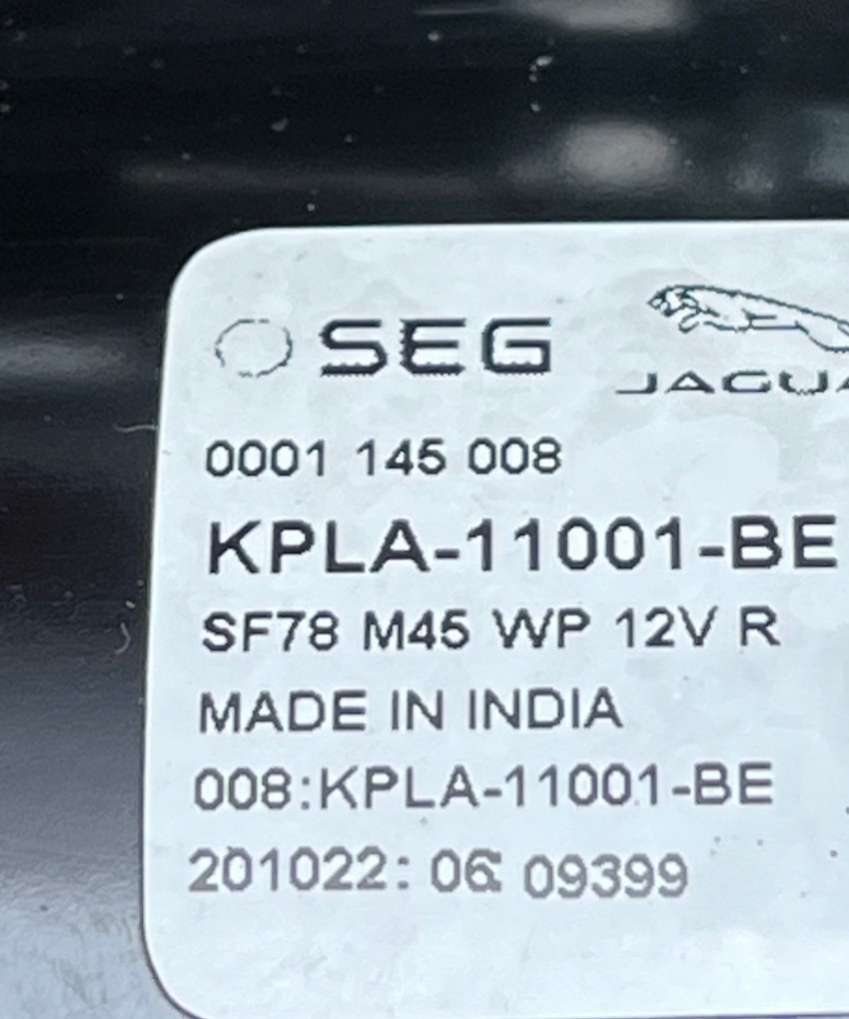 SEG
JAGUA
0001 145 008
KPLA-11001-BE
SF78 M45 WP 12V R
MADE IN INDIA
008:KPLA-11001-BE
201022: 06: 09399